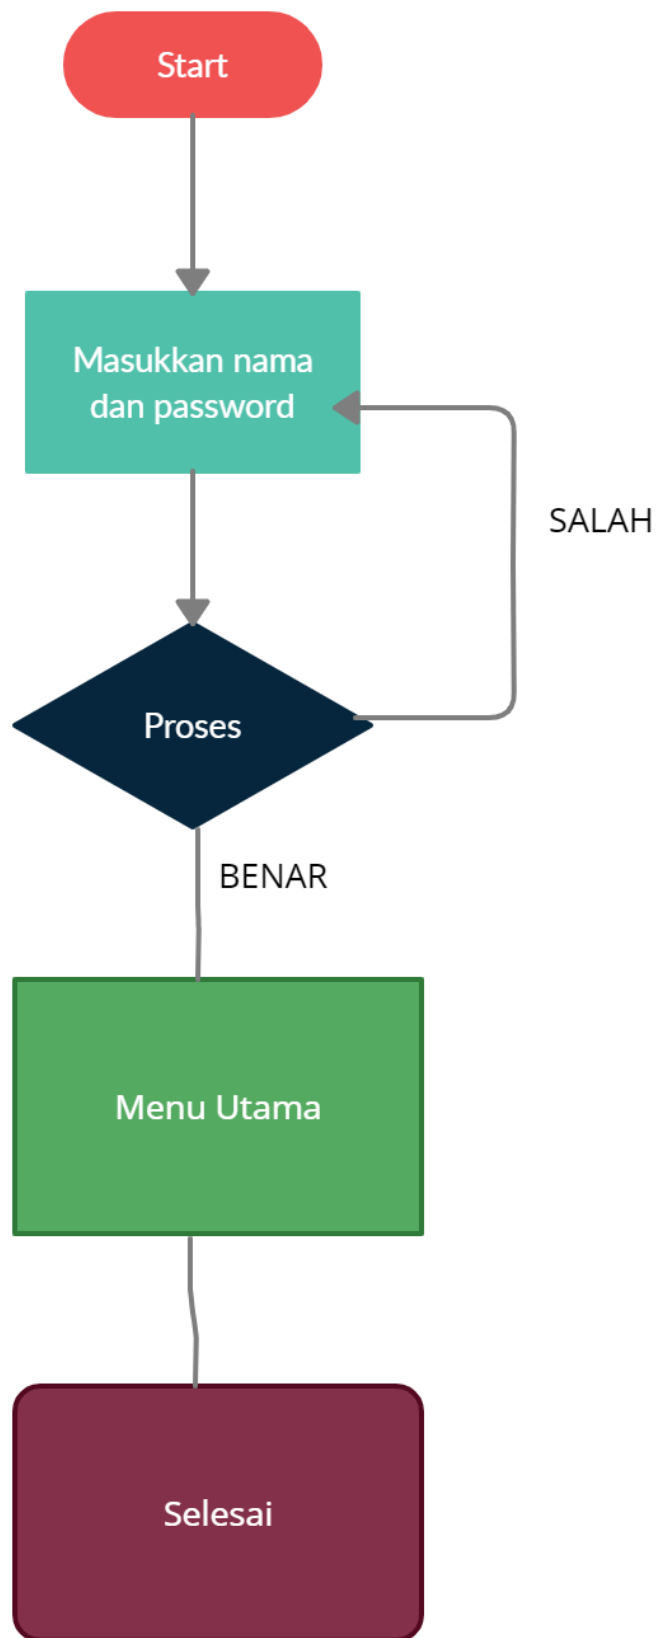 Start
Masukkan nama
dan password
SALAH
Proses
BENAR
Menu Utama
Selesai